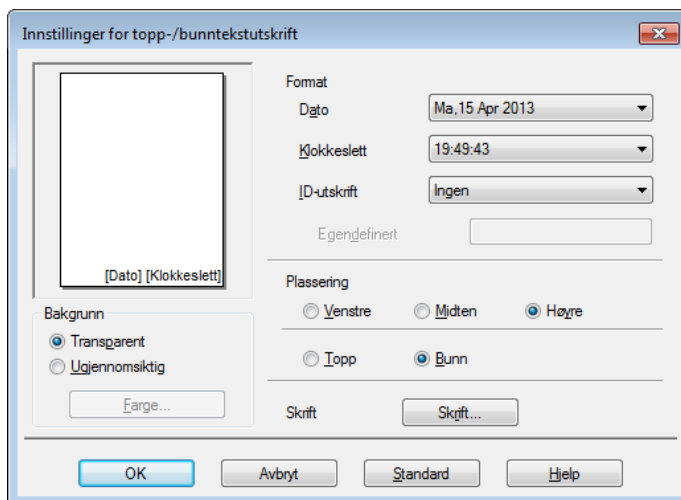 Innstillinger for topp-/bunntekstutskrift
Format
Dato Ma,15 Apr 2013
Klokkeslett 19:49:43
ID-utskrift Ingen
Egendefinert
[Dato] [Klokkeslett]
Plassering
Venstre Midten Høyre
Bakgrunn
Transparent
Ugjennomsiktig
Topp Bunn
Farge...
Skrift Skrift...
OK Avbryt Standard Hjelp